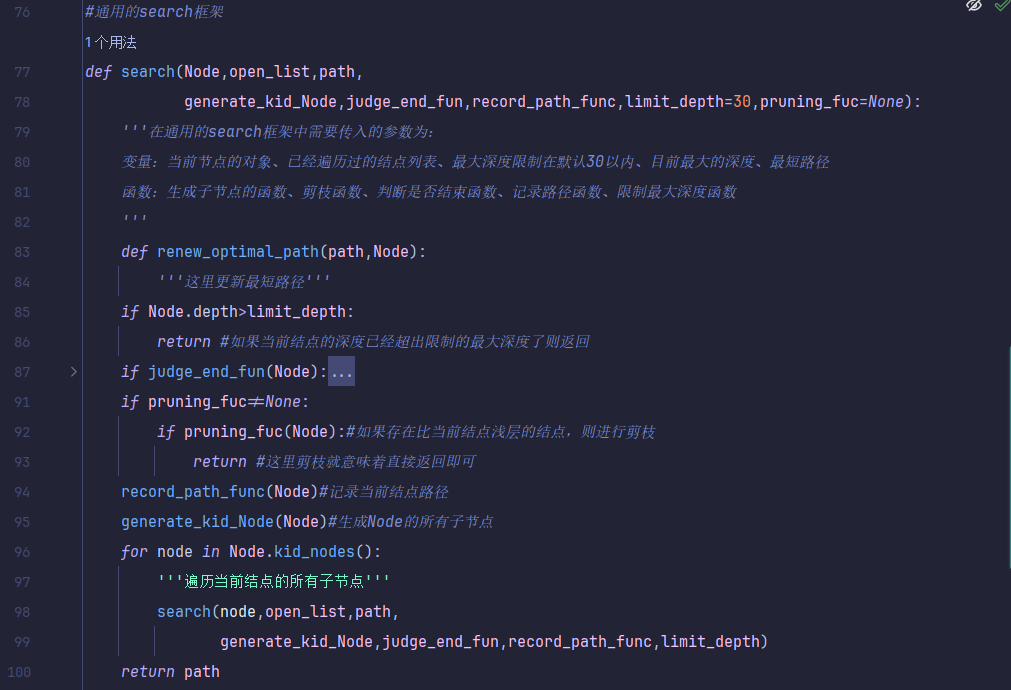 76 #通用的search框架
1个用法
77 def search(Node,open_list,path,
78 generate_kid_Node,judge_end_fun,record_path_func,limit_depth=30,pruning_fuc=None):
79 '''在通用的search框架中需要传入的参数为：
80 变量：当前节点的对象、已经遍历过的结点列表、最大深度限制在默认30以内、目前最大的深度、最短路径
81 函数：生成子节点的函数、剪枝函数、判断是否结束函数、记录路径函数、限制最大深度函数
82 '''
83 def renew_optimal_path(path,Node):
84 '''这里更新最短路径'''
85 if Node.depth>limit_depth:
86 return #如果当前结点的深度已经超出限制的最大深度了则返回
87 if judge_end_fun(Node):...
91 if pruning_fuc!=None:
92 if pruning_fuc(Node):#如果存在比当前结点浅层的结点，则进行剪枝
93 return #这里剪枝就意味着直接返回即可
94 record_path_func(Node)#记录当前结点路径
95 generate_kid_Node(Node)#生成Node的所有子节点
96 for node in Node.kid_nodes():
97 '''遍历当前结点的所有子节点'''
98 search(node,open_list,path,
99 generate_kid_Node,judge_end_fun,record_path_func,limit_depth)
100 return path